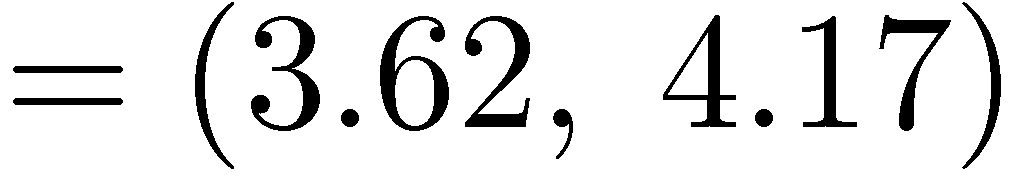 = (3.62, 4.17)